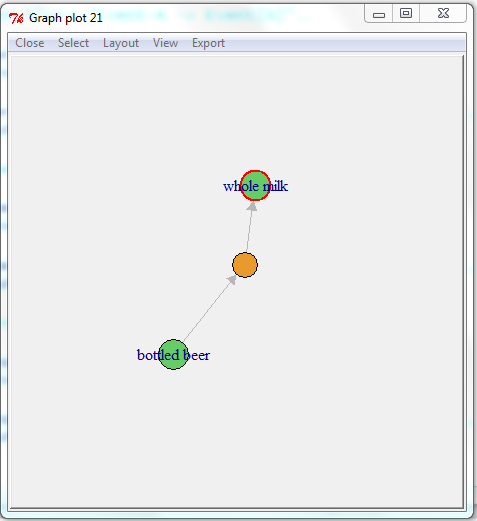 Graph plot 21
Close Select Layout View Export
whole milk
bottled beer